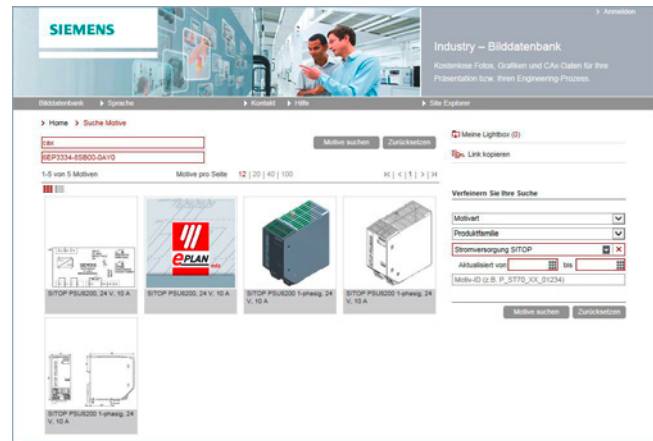 > Anmelden
SIEMENS
Industry – Bilddatenbank
Kostenlose Fotos, Grafiken und CAx-Daten für Ihre
Präsentation bzw. Ihren Engineering-Prozess.
Bilddatenbank > Sprache > Kontakt > Hilfe > Site Explorer
> Home > Suche Motive
cax
Motive suchen Zurücksetzen
6EP3334-8SB00-0AY0
1-5 von 5 Motiven Motive pro Seite 12 | 20 | 40 | 100 |< | < | 1 | > | >|
Meine Lightbox (0)
Link kopieren
Verfeinern Sie Ihre Suche
Motivart
Produktfamilie
Stromversorgung SITOP
Aktualisiert von bis
Motiv-ID (z.B. P_ST70_XX_01234)
Motive suchen Zurücksetzen
SIEMENS
ePLAN
SITOP PSU8200, 24 V, 10 A
SITOP PSU8200, 24 V, 10 A
SITOP PSU8200 1-phasig, 24
V, 10 A
SITOP PSU8200 1-phasig, 24
V, 10 A
SITOP PSU8200 1-phasig, 24
V, 10 A